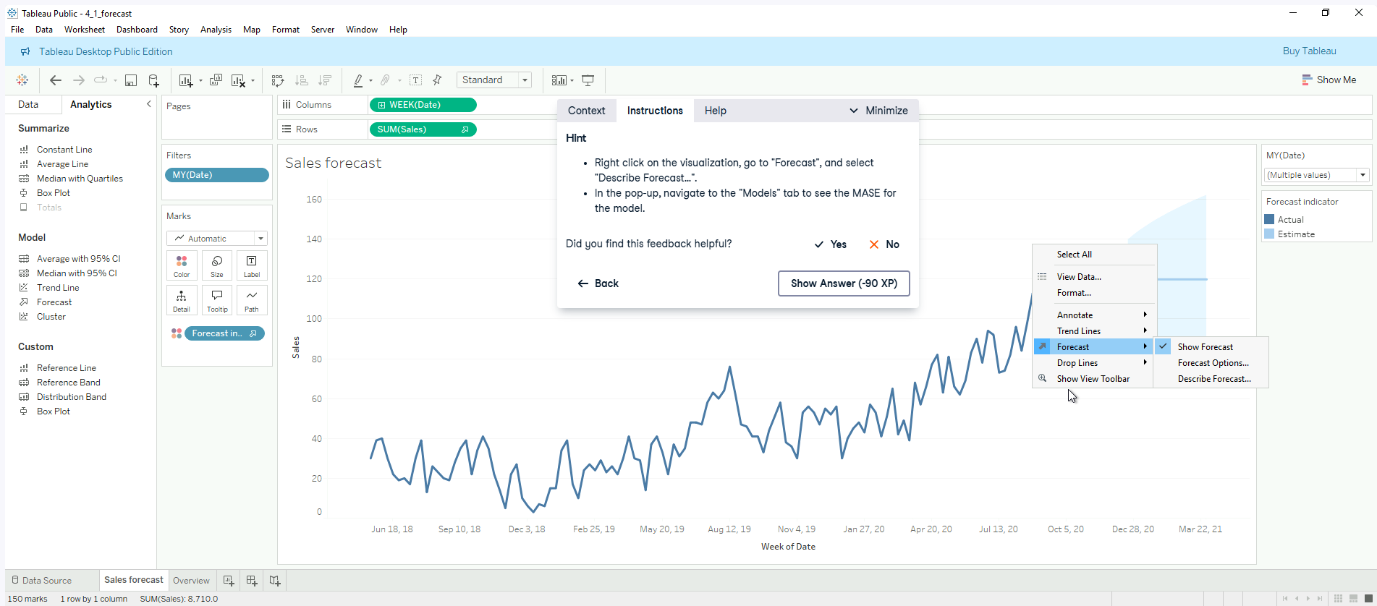 Tableau Public - 4_1_forecast
File Data Worksheet Dashboard Story Analysis Map Format Server Window Help
Tableau Desktop Public Edition
Buy Tableau
Standard
Show Me
Data
Analytics
Summarize
Constant Line
Average Line
Median with Quartiles
Box Plot
Totals
Model
Average with 95% CI
Median with 95% CI
Trend Line
Forecast
Cluster
Custom
Reference Line
Reference Band
Distribution Band
Box Plot
Pages
Filters
MY(Date)
Marks
Automatic
Color Size Label
Detail Tooltip Path
Forecast in..
Columns
WEEK(Date)
Rows
SUM(Sales)
Sales forecast
Sales
160
140
120
100
80
60
40
20
0
Jun 18, 18 Sep 10, 18 Dec 3, 18 Feb 25, 19 May 20, 19 Aug 12, 19 Nov 4, 19 Jan 27, 20 Apr 20, 20 Jul 13, 20 Oct 5, 20 Dec 28, 20 Mar 22, 21
Week of Date
Context Instructions Help Minimize
Hint
Right click on the visualization, go to "Forecast", and select
"Describe Forecast...".
In the pop-up, navigate to the "Models" tab to see the MASE for
the model.
Did you find this feedback helpful? Yes No
Back
Show Answer (-90 XP)
Select All
View Data...
Format...
Annotate
Trend Lines
Forecast
Drop Lines
Show View Toolbar
Show Forecast
Forecast Options...
Describe Forecast...
MY(Date)
(Multiple values)
Forecast indicator
Actual
Estimate
Data Source
Sales forecast
Overview
150 marks 1 row by 1 column SUM(Sales): 8,710.0